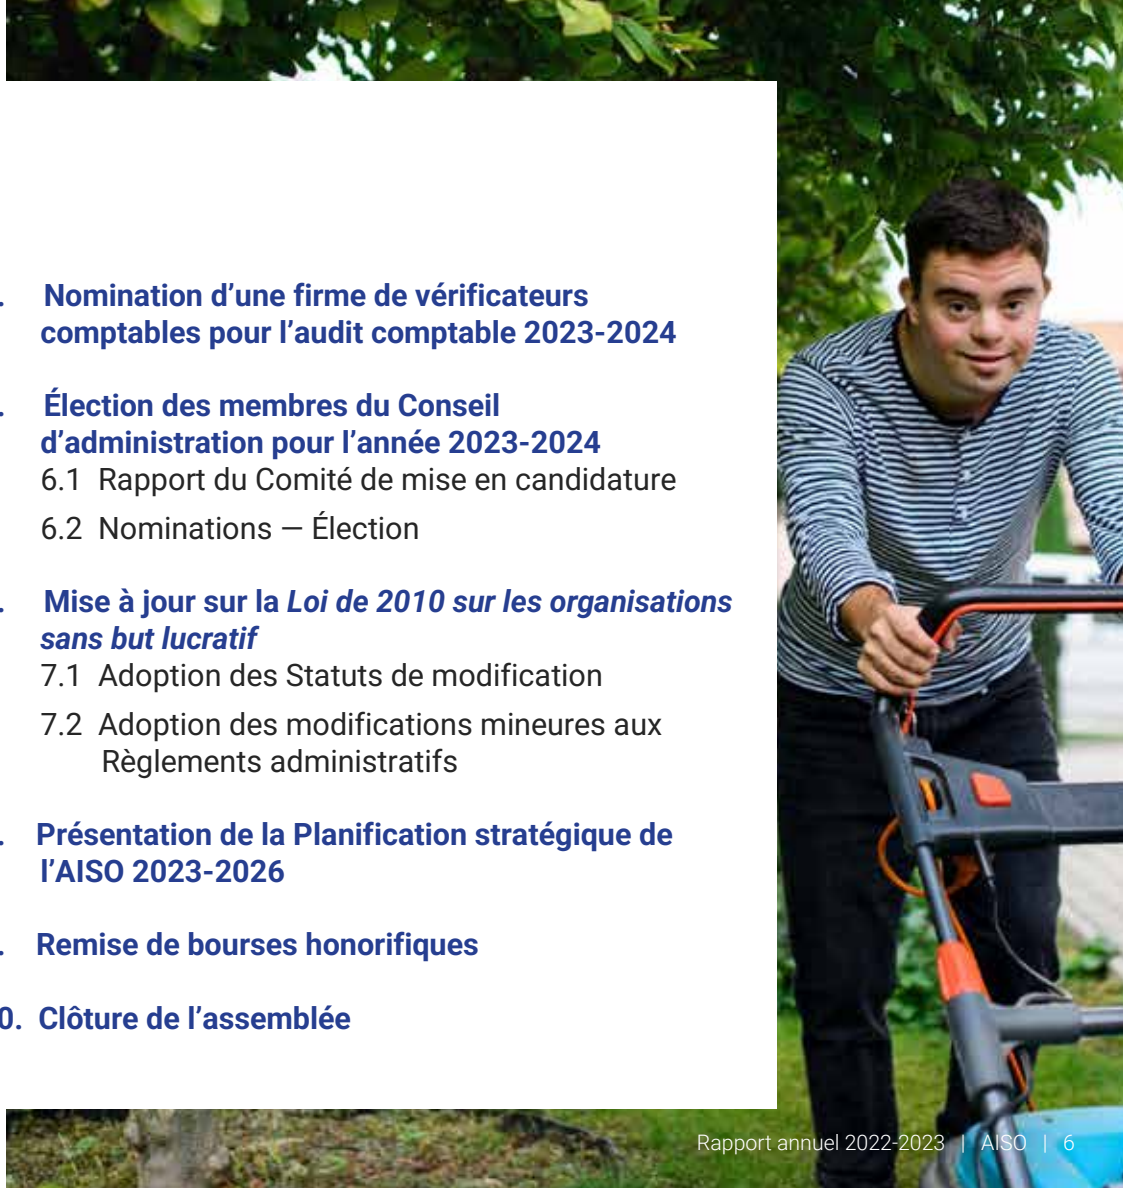 . Nomination d’une firme de vérificateurs
comptables pour l’audit comptable 2023-2024
. Élection des membres du Conseil
d’administration pour l’année 2023-2024
6.1 Rapport du Comité de mise en candidature
6.2 Nominations — Élection
. Mise à jour sur la Loi de 2010 sur les organisations
sans but lucratif
7.1 Adoption des Statuts de modification
7.2 Adoption des modifications mineures aux
Règlements administratifs
. Présentation de la Planification stratégique de
l’AISO 2023-2026
. Remise de bourses honorifiques
0. Clôture de l’assemblée
Rapport annuel 2022-2023 | AISO | 6